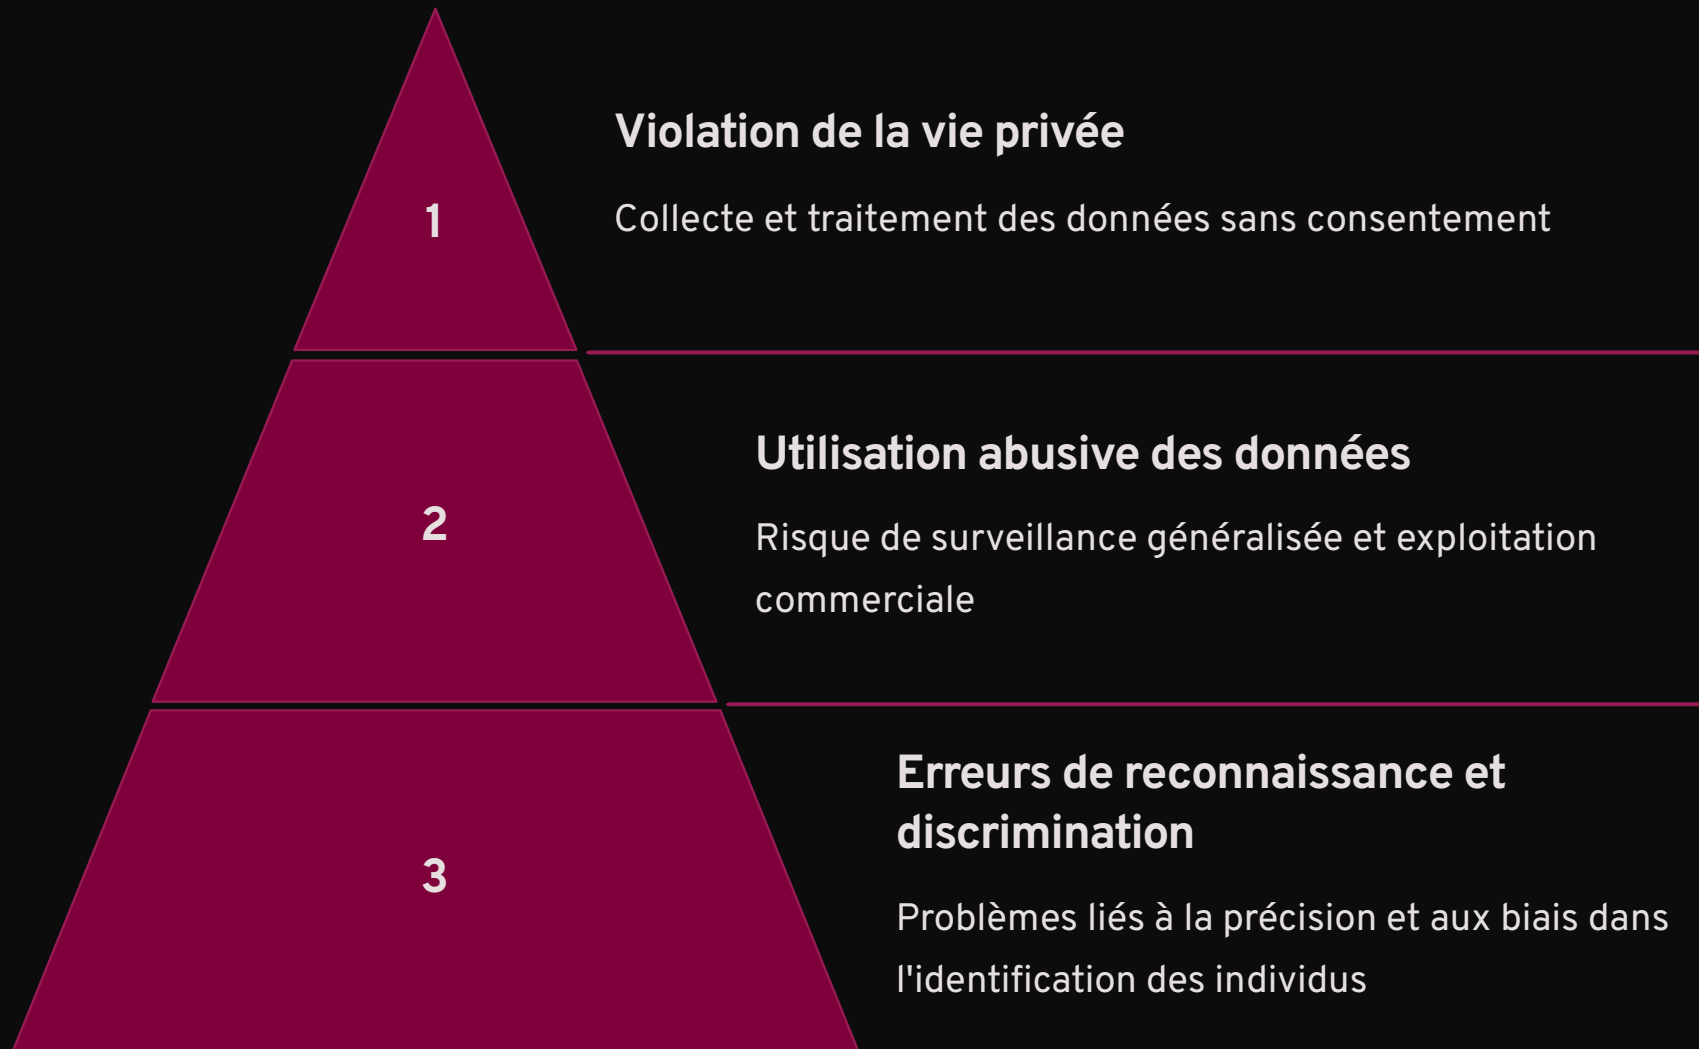 1
Violation de la vie privée
Collecte et traitement des données sans consentement
2
Utilisation abusive des données
Risque de surveillance généralisée et exploitation
commerciale
3
Erreurs de reconnaissance et
discrimination
Problèmes liés à la précision et aux biais dans
l'identification des individus